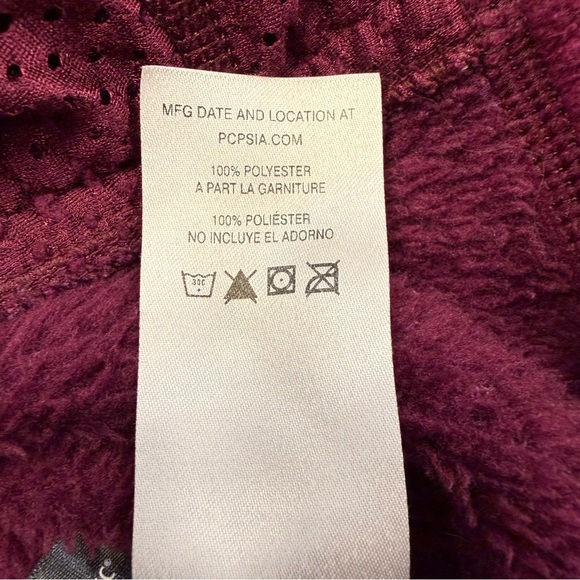 MFG DATE AND LOCATION AT
PCPSIA.COM
100% POLYESTER
A PART LA GARNITURE
100% POLIÉSTER
NO INCLUYE EL ADORNO
30C